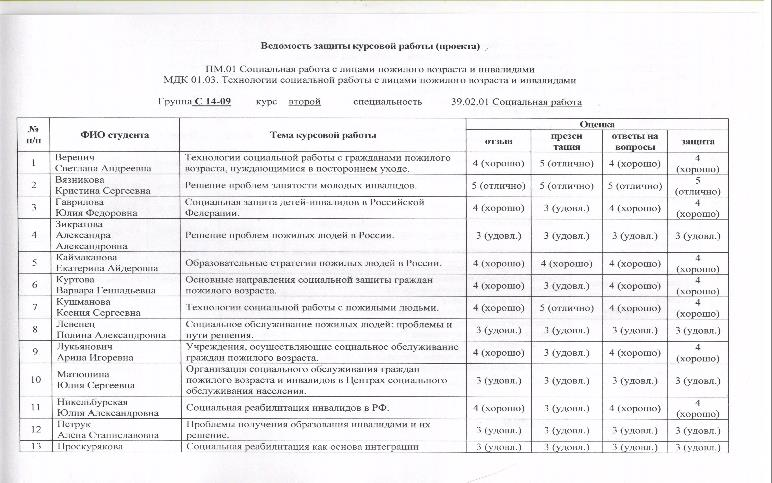 Ведомость защиты курсовой работы (проекта)
ПМ.01 Социальная работа с лицами пожилого возраста и инвалидами
МДК 01.03. Технологии социальной работы с лицами пожилого возраста и инвалидами
Группа С 14-09 курс второй специальность 39.02.01 Социальная работа
№ п/п ФИО студента Тема курсовой работы Оценка
отзыв презен тация ответы на вопросы защита
1 Веренич Светлана Андреевна Технологии социальной работы с гражданами пожилого возраста, нуждающимися в постороннем уходе. 4 (хорошо) 5 (отлично) 4 (хорошо) 4 (хорошо)
2 Вязникова Кристина Сергеевна Решение проблем занятости молодых инвалидов. 5 (отлично) 5 (отлично) 5 (отлично) 5 (отлично)
3 Гаврилова Юлия Федоровна Социальная защита детей-инвалидов в Российской Федерации. 4 (хорошо) 3 (удовл.) 4 (хорошо) 4 (хорошо)
4 Зикратова Александра Александровна Решение проблем пожилых людей в России. 3 (удовл.) 3 (удовл.) 3 (удовл.) 3 (удовл.)
5 Каймаканова Екатерина Айдеровна Образовательные стратегии пожилых людей в России. 4 (хорошо) 4 (хорошо) 4 (хорошо) 4 (хорошо)
6 Куртова Варвара Геннадьевна Основные направления социальной защиты граждан пожилого возраста. 4 (хорошо) 3 (удовл.) 4 (хорошо) 4 (хорошо)
7 Кушманова Ксения Сергеевна Технологии социальной работы с пожилыми людьми. 4 (хорошо) 5 (отлично) 4 (хорошо) 4 (хорошо)
8 Левенец Полина Александровна Социальное обслуживание пожилых людей: проблемы и пути решения. 3 (удовл.) 3 (удовл.) 3 (удовл.) 3 (удовл.)
9 Лукьянович Арина Игоревна Учреждения, осуществляющие социальное обслуживание граждан пожилого возраста. 4 (хорошо) 3 (удовл.) 4 (хорошо) 4 (хорошо)
10 Матюшина Юлия Сергеевна Организация социального обслуживания граждан пожилого возраста и инвалидов в Центрах социального обслуживания населения. 3 (удовл.) 3 (удовл.) 3 (удовл.) 3 (удовл.)
11 Никельбурская Юлия Александровна Социальная реабилитация инвалидов в РФ. 4 (хорошо) 3 (удовл.) 4 (хорошо) 4 (хорошо)
12 Петрук Алена Станиславовна Проблемы получения образования инвалидами и их решение. 3 (удовл.) 3 (удовл.) 3 (удовл.) 3 (удовл.)
13 Проскурякова Социальная реабилитация как основа интеграции 3 (удовл.) 3 (удовл.) 3 (удовл.) 3 (удовл.)